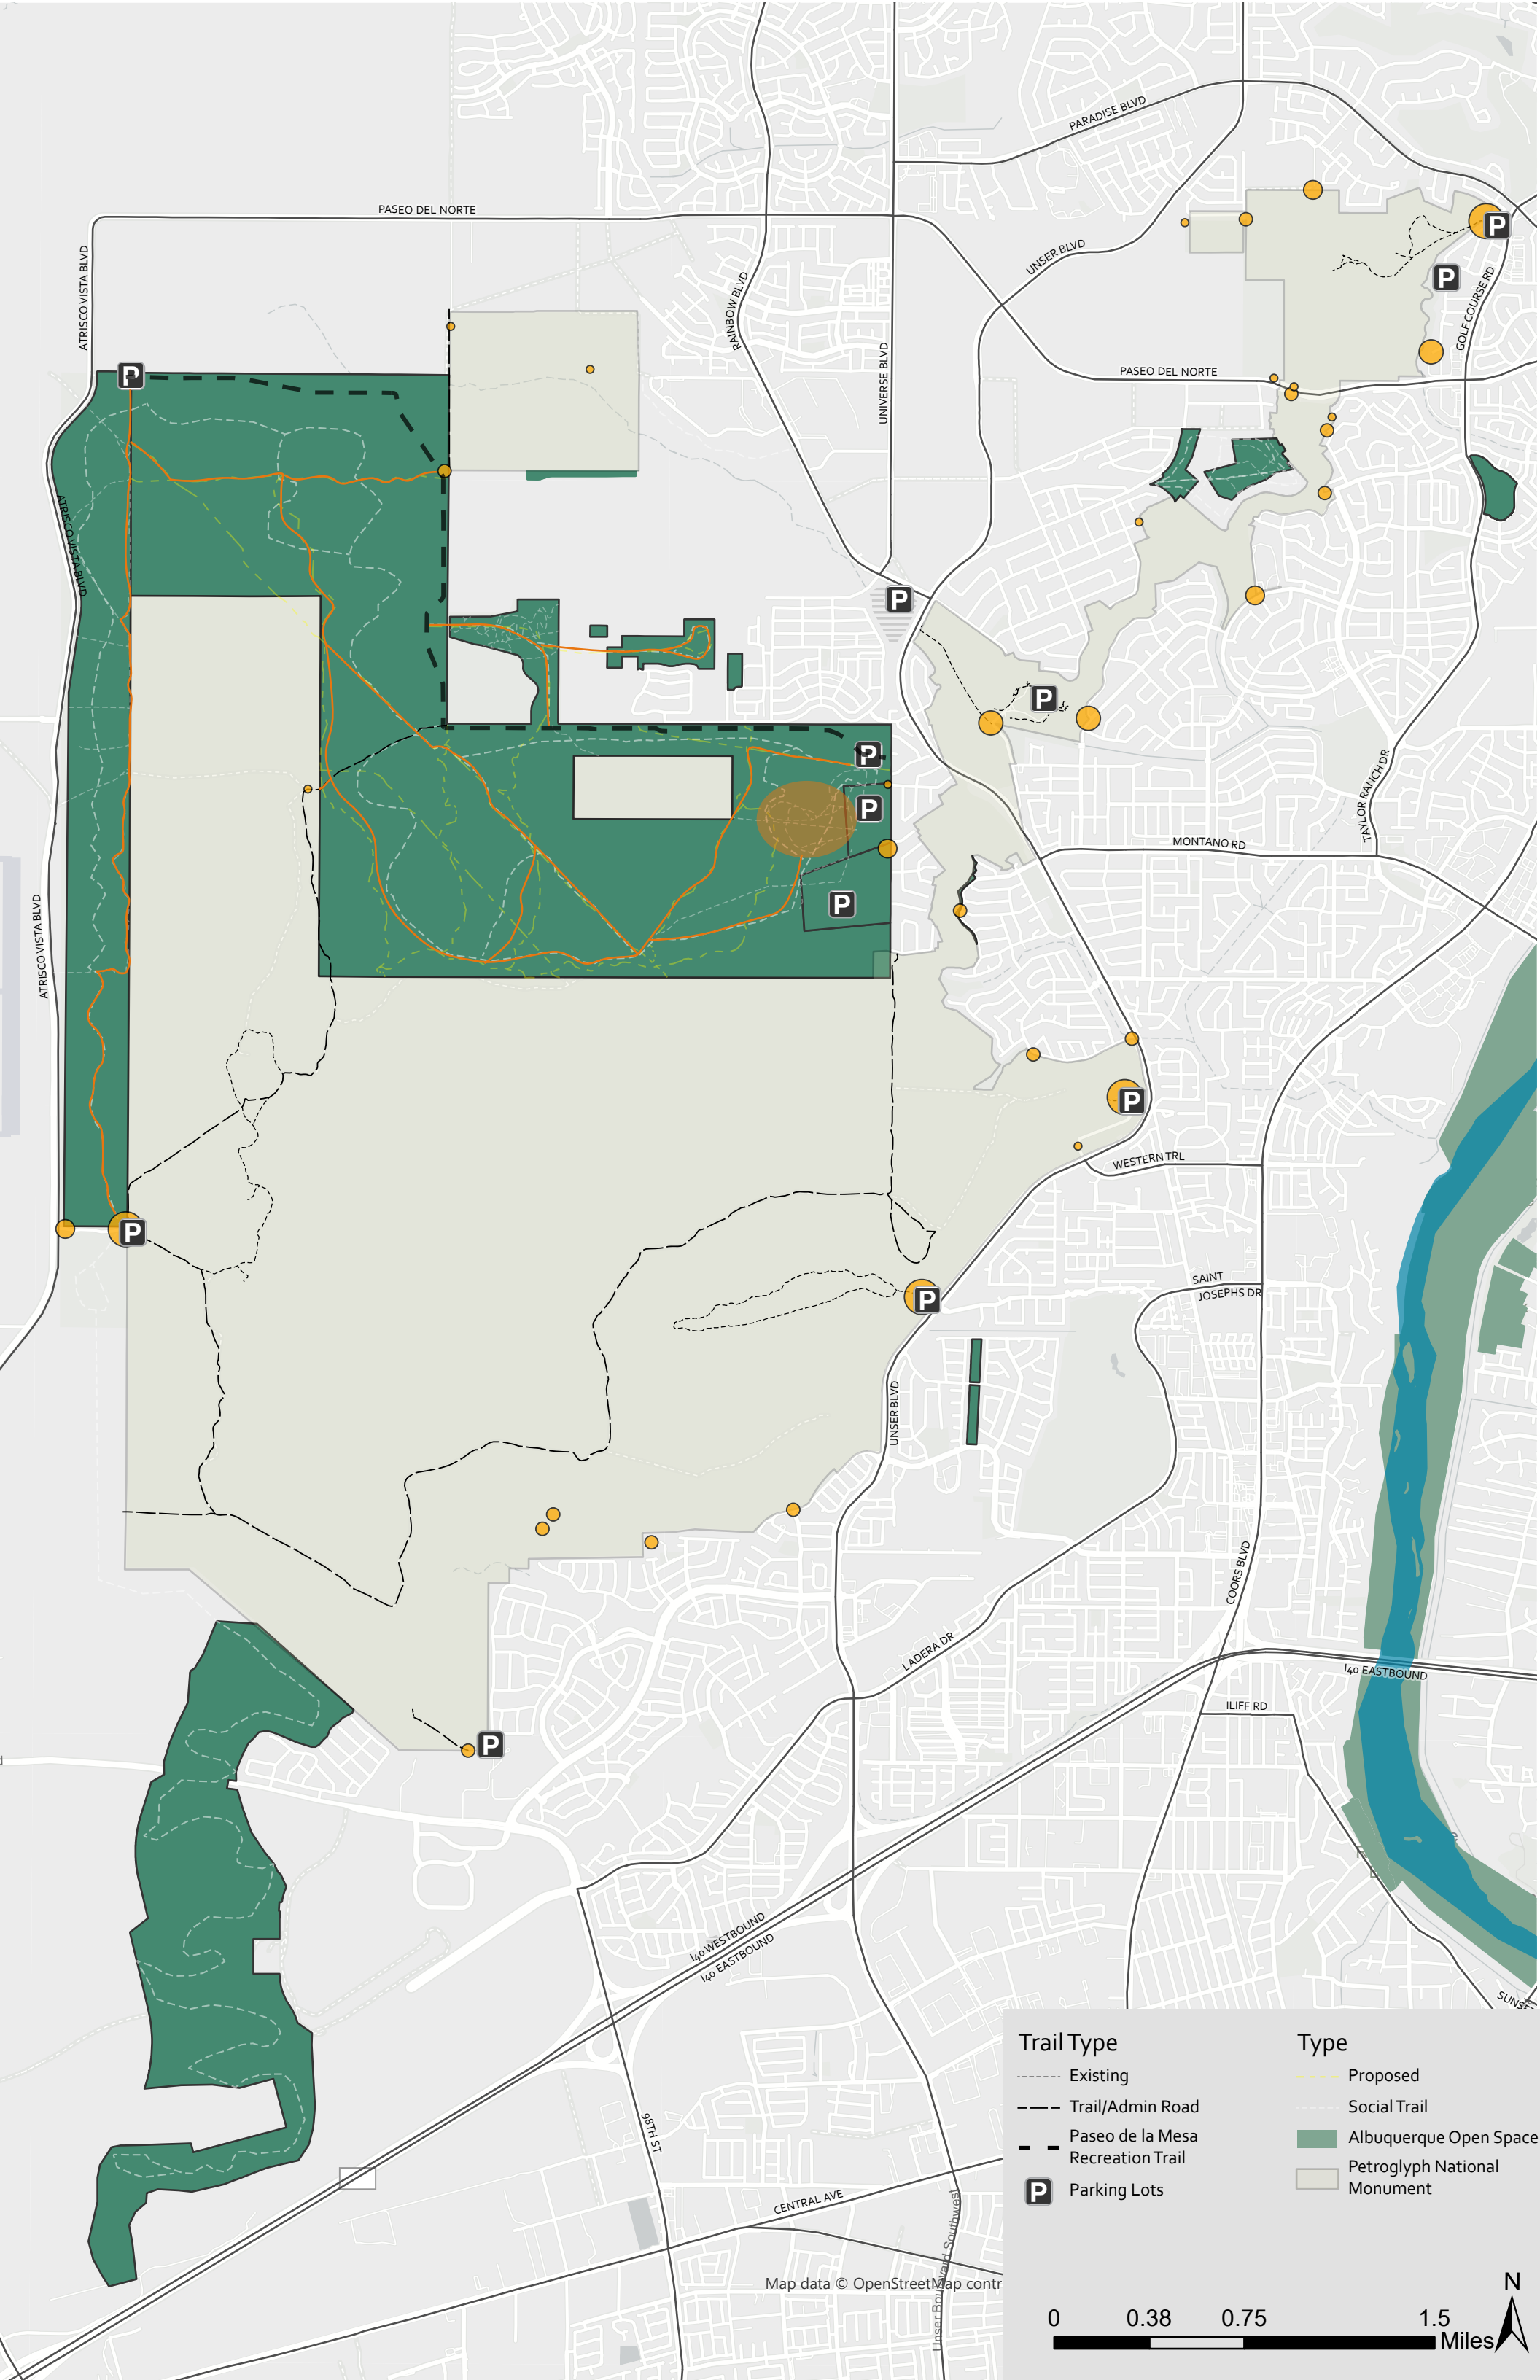 PARADISE BLVD
PASEO DEL NORTE
ATRISCO VISTA BLVD
UNSER BLVD
RAINBOW BLVD
GOLF COURSE RD
UNIVERSE BLVD
PASEO DEL NORTE
P
P
P
ATRISCO VISTA BLVD
P
P
P
P
TAYLOR RANCH DR
MONTANO RD
P
P
ATRISCO VISTA BLVD
P
WESTERN TRL
P
SAINT
JOSEPHS DR
P
UNSER BLVD
COORS BLVD
LADERA DR
I40 EASTBOUND
ILIFF RD
P
I40 WESTBOUND
I40 EASTBOUND
98TH ST
CENTRAL AVE
Unser Boulevard Southwest
Map data © OpenStreetMap contr
Trail Type
Existing
Trail/Admin Road
Paseo de la Mesa
Recreation Trail
P Parking Lots
Type
Proposed
Social Trail
Albuquerque Open Space
Petroglyph National
Monument
N
0 0.38 0.75 1.5
Miles